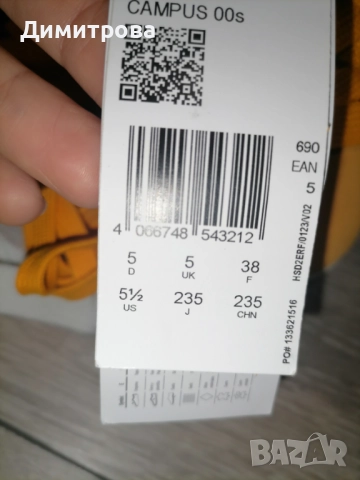 Димитрова
CAMPUS 00s
690
EAN
5
4 066748 543212
5 5 38
D UK F
5½ 235 235
US J CHN
HSD2ERF/0123/V02
PO# 133621516
BAZAR